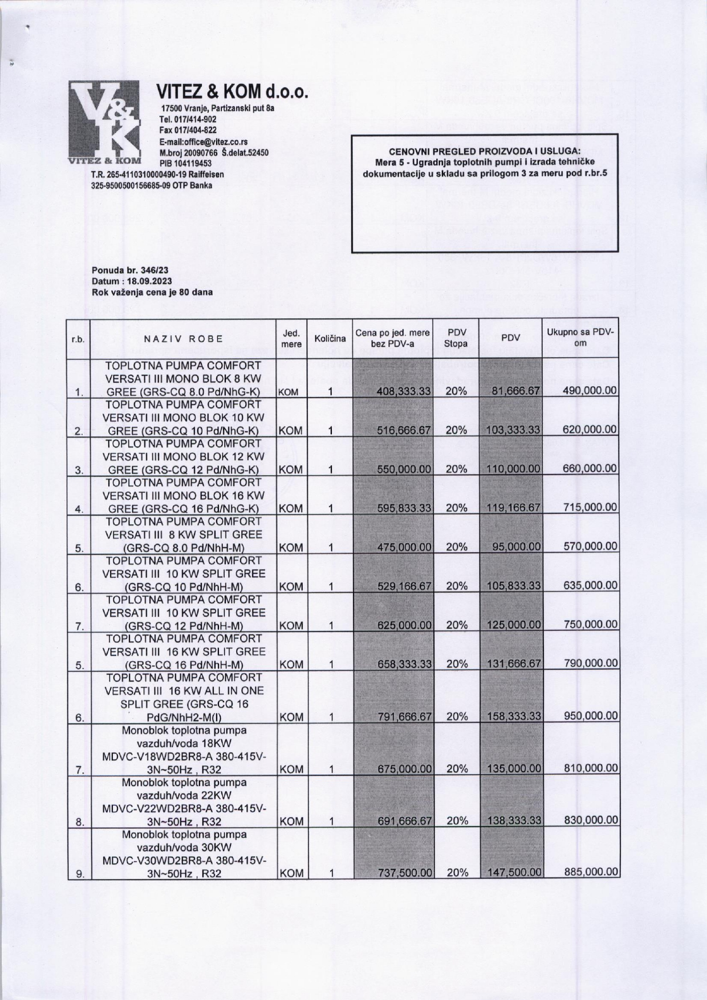 V&K
VITEZ & KOM
VITEZ & KOM d.o.o.
17500 Vranje, Partizanski put 8a
Tel. 017/414-902
Fax 017/404-822
E-mail:office@vitez.co.rs
M.broj 20090766 Š.delat.52450
PIB 104119453
T.R. 265-4110310000490-19 Raiffeisen
325-9500500156685-09 OTP Banka
CENOVNI PREGLED PROIZVODA I USLUGA:
Mera 5 - Ugradnja toplotnih pumpi i izrada tehničke
dokumentacije u skladu sa prilogom 3 za meru pod r.br.5
Ponuda br. 346/23
Datum : 18.09.2023
Rok važenja cena je 80 dana
r.b. NAZIV ROBE Jed. mere Količina Cena po jed. mere bez PDV-a PDV Stopa PDV Ukupno sa PDV-om
TOPLOTNA PUMPA COMFORT
VERSATI III MONO BLOK 8 KW
1. GREE (GRS-CQ 8.0 Pd/NhG-K) KOM 1 408,333.33 20% 81,666.67 490,000.00
TOPLOTNA PUMPA COMFORT
VERSATI III MONO BLOK 10 KW
2. GREE (GRS-CQ 10 Pd/NhG-K) KOM 1 516,666.67 20% 103,333.33 620,000.00
TOPLOTNA PUMPA COMFORT
VERSATI III MONO BLOK 12 KW
3. GREE (GRS-CQ 12 Pd/NhG-K) KOM 1 550,000.00 20% 110,000.00 660,000.00
TOPLOTNA PUMPA COMFORT
VERSATI III MONO BLOK 16 KW
4. GREE (GRS-CQ 16 Pd/NhG-K) KOM 1 595,833.33 20% 119,166.67 715,000.00
TOPLOTNA PUMPA COMFORT
VERSATI III 8 KW SPLIT GREE
5. (GRS-CQ 8.0 Pd/NhH-M) KOM 1 475,000.00 20% 95,000.00 570,000.00
TOPLOTNA PUMPA COMFORT
VERSATI III 10 KW SPLIT GREE
6. (GRS-CQ 10 Pd/NhH-M) KOM 1 529,166.67 20% 105,833.33 635,000.00
TOPLOTNA PUMPA COMFORT
VERSATI III 10 KW SPLIT GREE
7. (GRS-CQ 12 Pd/NhH-M) KOM 1 625,000.00 20% 125,000.00 750,000.00
TOPLOTNA PUMPA COMFORT
VERSATI III 16 KW SPLIT GREE
5. (GRS-CQ 16 Pd/NhH-M) KOM 1 658,333.33 20% 131,666.67 790,000.00
TOPLOTNA PUMPA COMFORT
VERSATI III 16 KW ALL IN ONE
SPLIT GREE (GRS-CQ 16
6. PdG/NhH2-M(I) KOM 1 791,666.67 20% 158,333.33 950,000.00
Monoblok toplotna pumpa
vazduh/voda 18KW
MDVC-V18WD2BR8-A 380-415V-
7. 3N~50Hz , R32 KOM 1 675,000.00 20% 135,000.00 810,000.00
Monoblok toplotna pumpa
vazduh/voda 22KW
MDVC-V22WD2BR8-A 380-415V-
8. 3N~50Hz , R32 KOM 1 691,666.67 20% 138,333.33 830,000.00
Monoblok toplotna pumpa
vazduh/voda 30KW
MDVC-V30WD2BR8-A 380-415V-
9. 3N~50Hz , R32 KOM 1 737,500.00 20% 147,500.00 885,000.00